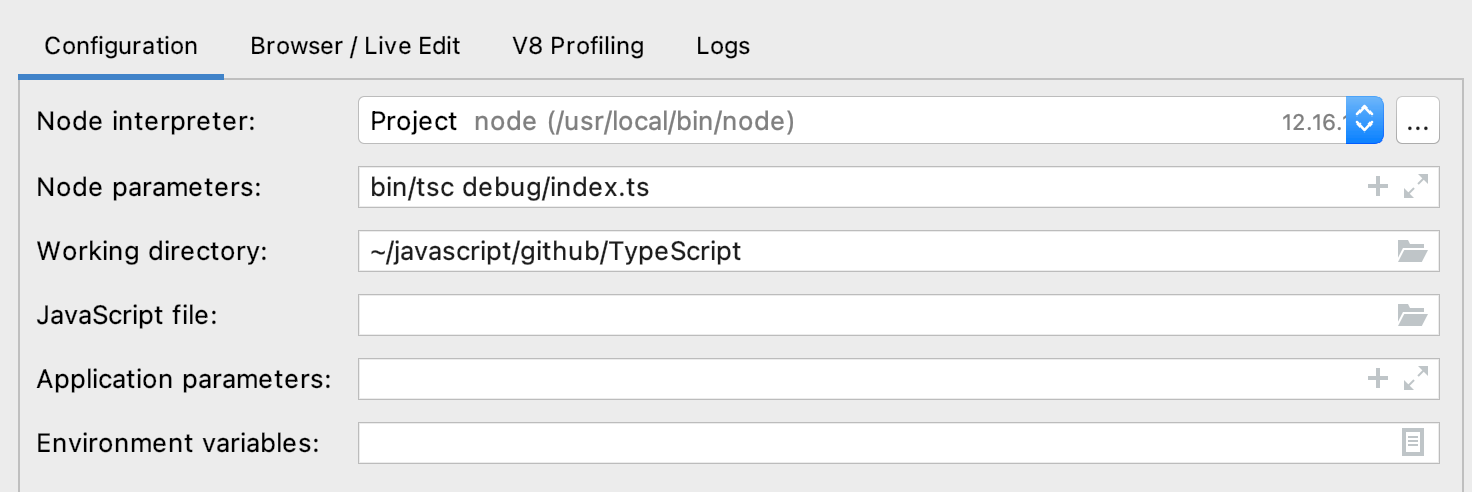 Configuration Browser / Live Edit V8 Profiling Logs
Node interpreter: Project node (/usr/local/bin/node) 12.16. ...
Node parameters: bin/tsc debug/index.ts
Working directory: ~/javascript/github/TypeScript
JavaScript file:
Application parameters:
Environment variables: